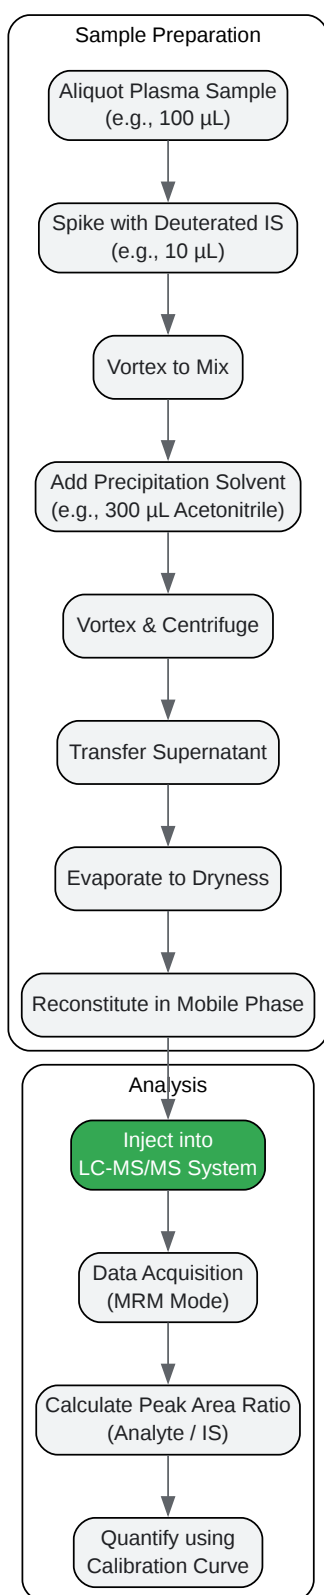 Sample Preparation
Aliquot Plasma Sample
(e.g., 100 µL)
Spike with Deuterated IS
(e.g., 10 µL)
Vortex to Mix
Add Precipitation Solvent
(e.g., 300 µL Acetonitrile)
Vortex & Centrifuge
Transfer Supernatant
Evaporate to Dryness
Reconstitute in Mobile Phase
Analysis
Inject into
LC-MS/MS System
Data Acquisition
(MRM Mode)
Calculate Peak Area Ratio
(Analyte / IS)
Quantify using
Calibration Curve